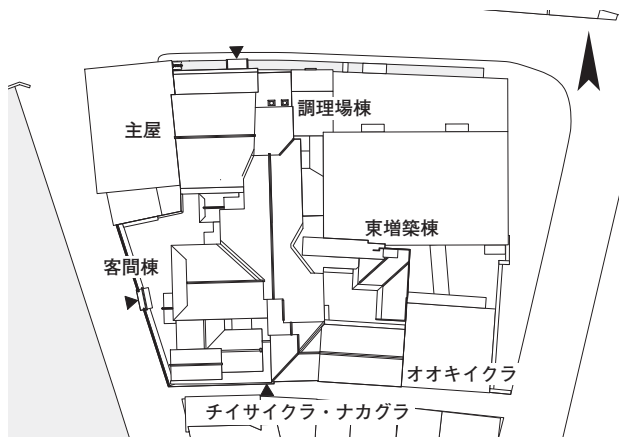 調理場棟
主屋
東増築棟
客間棟
オオキイクラ
チイサイクラ・ナカグラ